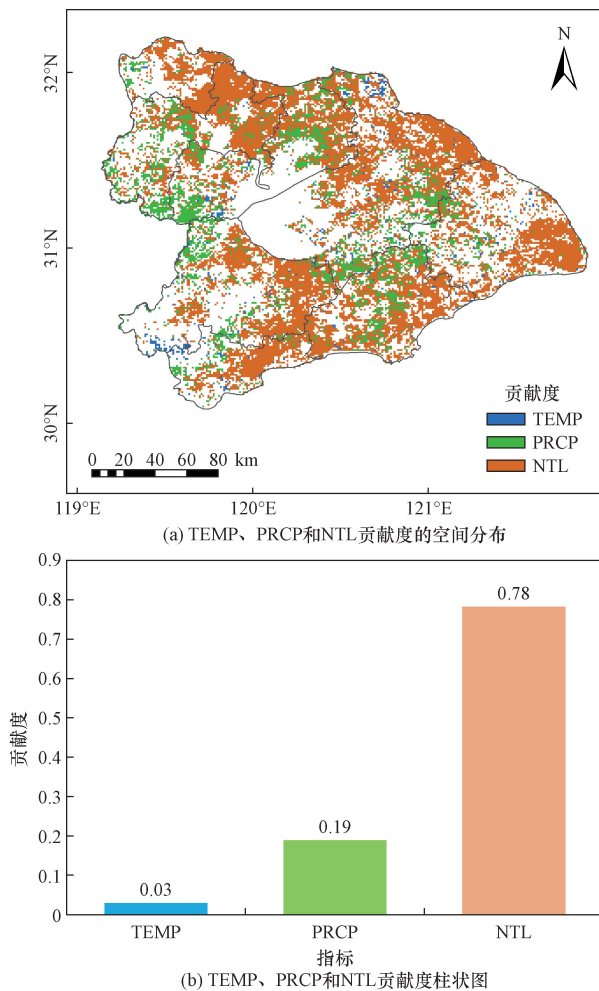 N
32°N
31°N
30°N
贡献度
TEMP
PRCP
NTL
0 20 40 60 80 km
119°E 120°E 121°E
(a) TEMP、PRCP和NTL贡献度的空间分布
0.9
0.8
0.7
0.6
0.5
0.4
0.3
0.2
0.1
0
贡献度
0.03
0.19
0.78
TEMP PRCP NTL
指标
(b) TEMP、PRCP和NTL贡献度柱状图